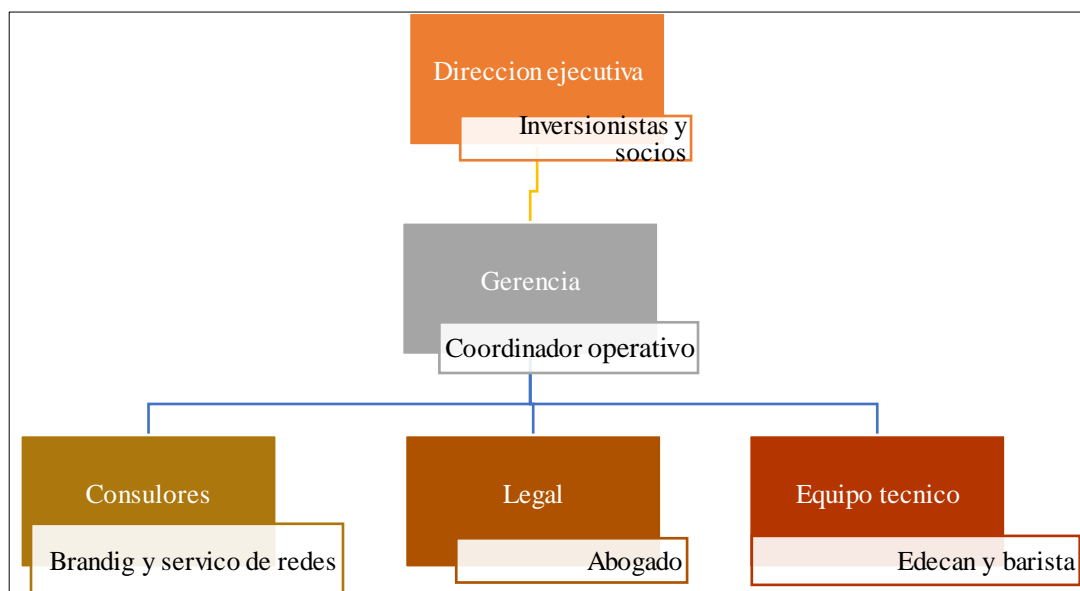 Direccion ejecutiva
Inversionistas y
socios
Gerencia
Coordinador operativo
Consulores
Brandig y servico de redes
Legal
Abogado
Equipo tecnico
Edecan y barista